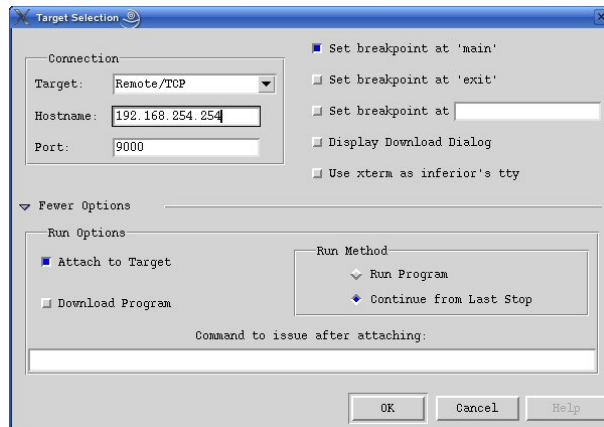 Target Selection
Connection
Target: Remote/TCP
Hostname: 192.168.254.254
Port: 9000
Set breakpoint at 'main'
Set breakpoint at 'exit'
Set breakpoint at
Display Download Dialog
Use xterm as inferior's tty
Fewer Options
Run Options
Attach to Target
Download Program
Run Method
Run Program
Continue from Last Stop
Command to issue after attaching:
OK Cancel Help